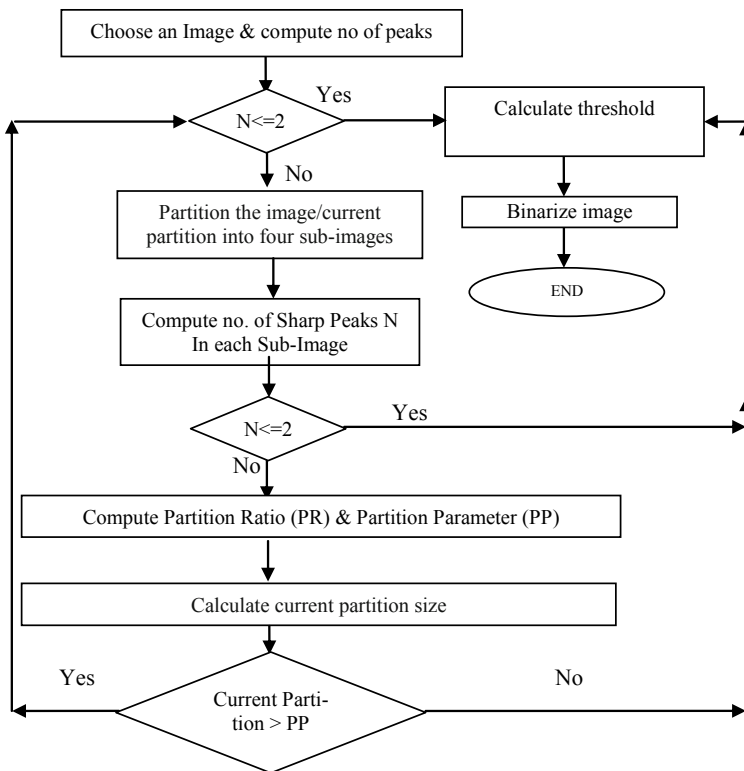 Choose an Image & compute no of peaks
Yes
N<=2
Calculate threshold
No
Partition the image/current
partition into four sub-images
Binarize image
END
Compute no. of Sharp Peaks N
In each Sub-Image
Yes
N<=2
No
Compute Partition Ratio (PR) & Partition Parameter (PP)
Calculate current partition size
Yes
No
Current Parti-
tion > PP